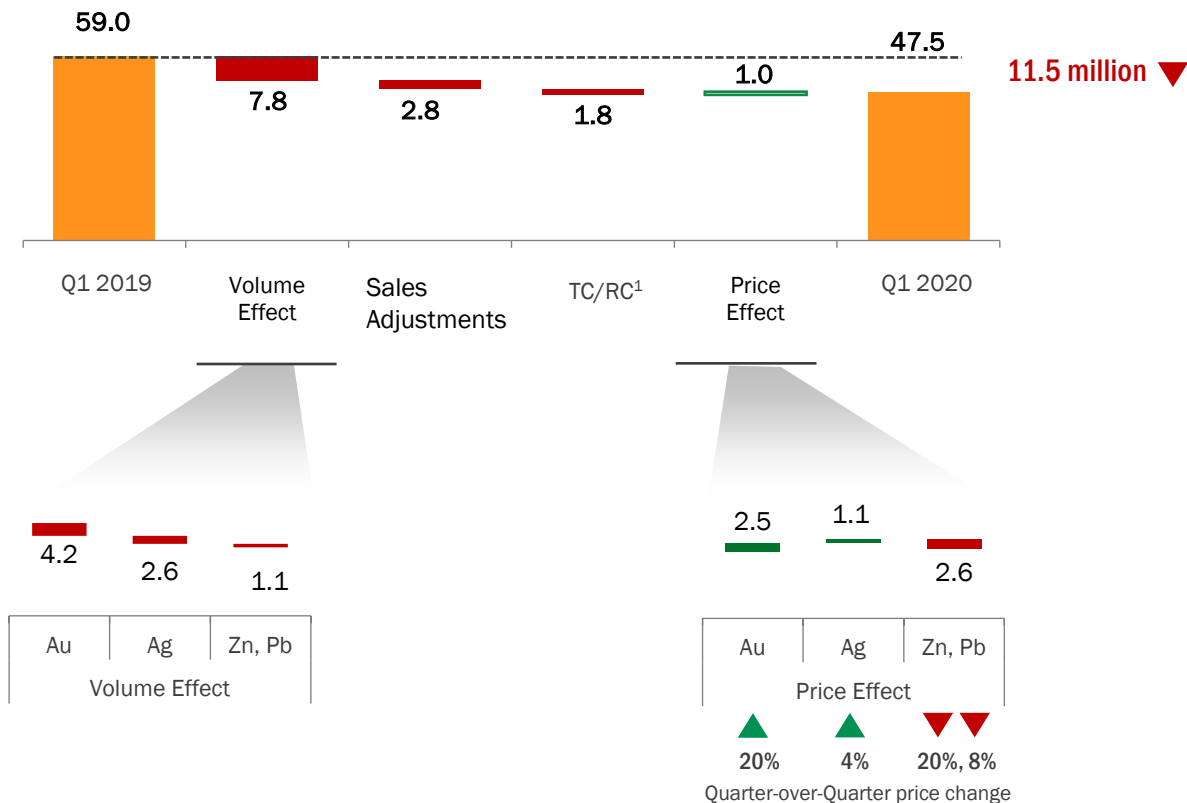 59.0
47.5
11.5 million
7.8
2.8
1.8
1.0
Q1 2019
Volume
Effect
Sales
Adjustments
TC/RC¹
Price
Effect
Q1 2020
4.2
2.6
1.1
Au
Ag
Zn, Pb
Volume Effect
2.5
1.1
2.6
Au
Ag
Zn, Pb
Price Effect
20%
4%
20%, 8%
Quarter-over-Quarter price change